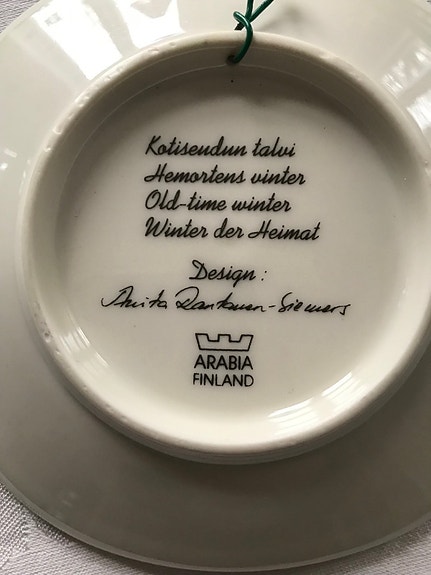 Kotiseudun talvi
Hemortens vinter
Old-time winter
Winter der Heimat
Design:
Anita Rantanen-Siemers
ARABIA
FINLAND